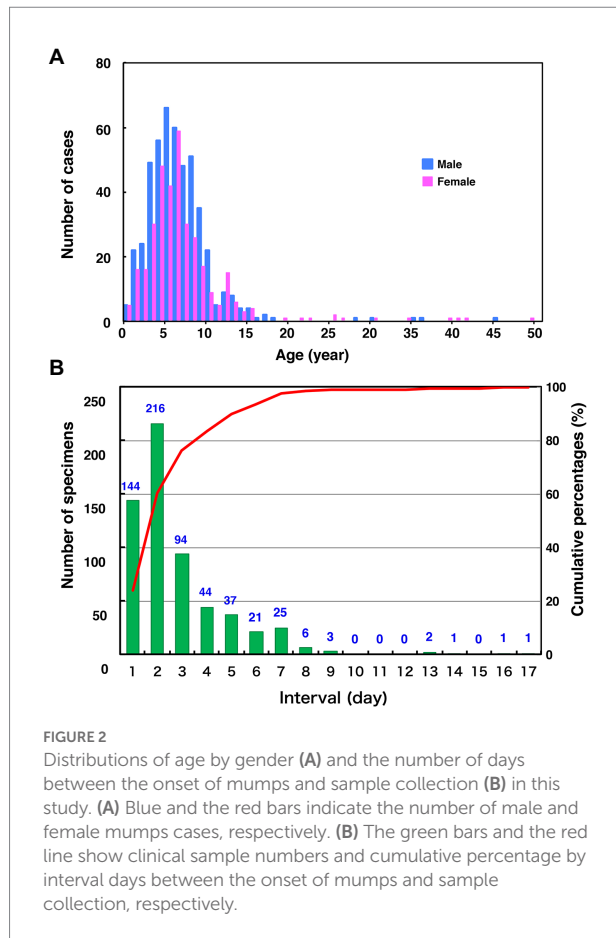 A
80
60
40
20
0
Number of cases
Male
Female
0 5 10 15 20 25 20 35 40 45 50
Age (year)
B
250
200
150
100
50
0
Number of specimens
144 216 94 44 37 21 25 6 3 0 0 0 2 1 0 1 1
100
80
60
40
20
0
Cumulative percentages (%)
1 2 3 4 5 6 7 8 9 10 11 12 13 14 15 16 17
Interval (day)
FIGURE 2
Distributions of age by gender (A) and the number of days
between the onset of mumps and sample collection (B) in this
study. (A) Blue and the red bars indicate the number of male and
female mumps cases, respectively. (B) The green bars and the red
line show clinical sample numbers and cumulative percentage by
interval days between the onset of mumps and sample
collection, respectively.